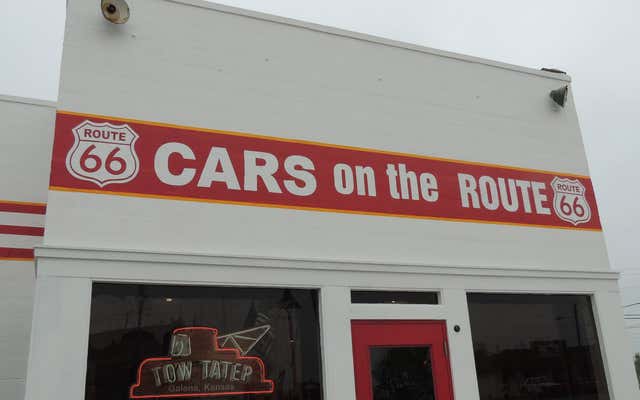 ROUTE
66
CARS on the ROUTE
ROUTE
66
TOW TATER
Galena, Kansas